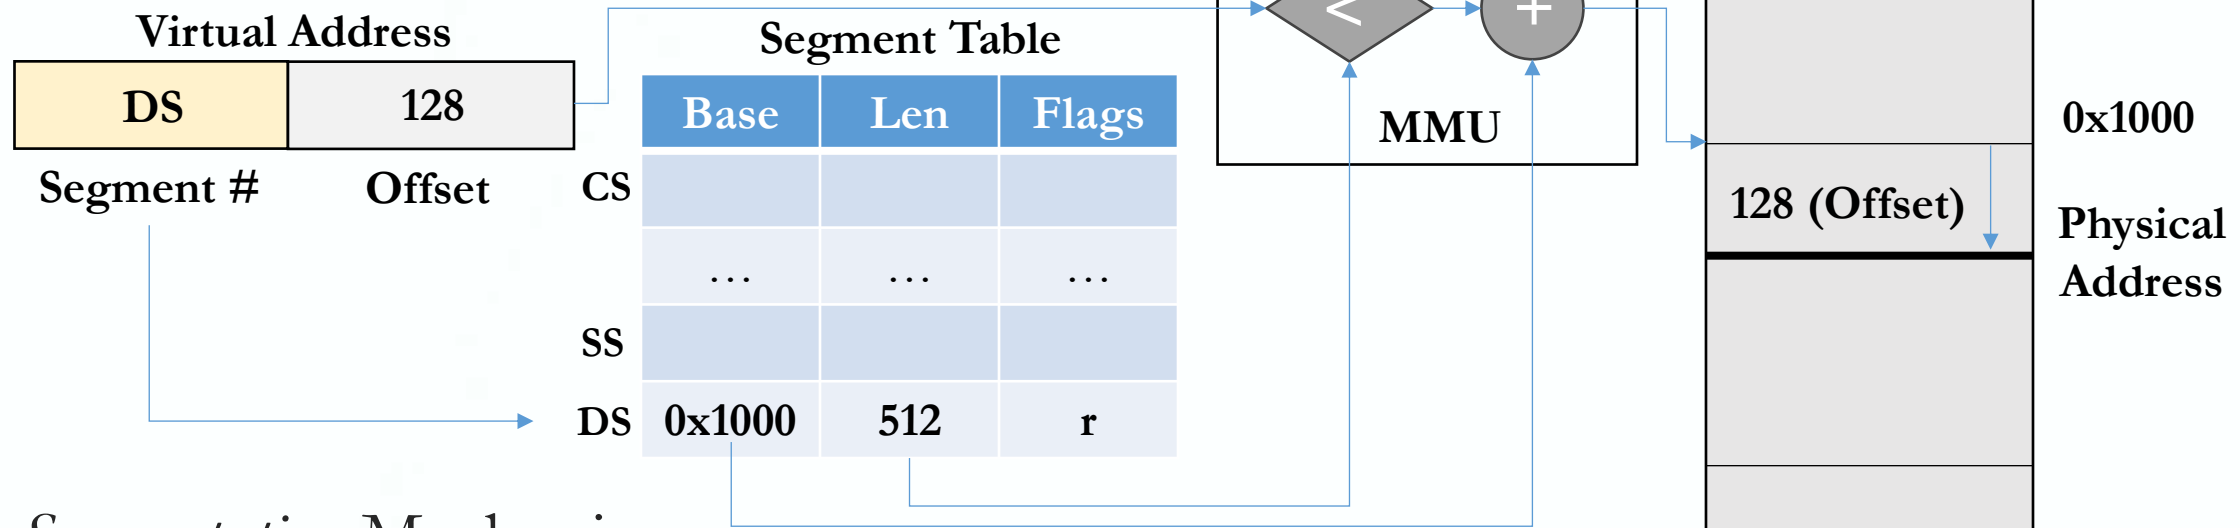 Virtual Address
DS 128
Segment # Offset
Segment Table
Base Len Flags
CS
… … …
SS
DS 0x1000 512 r
<
+
MMU
128 (Offset)
0x1000
Physical
Address